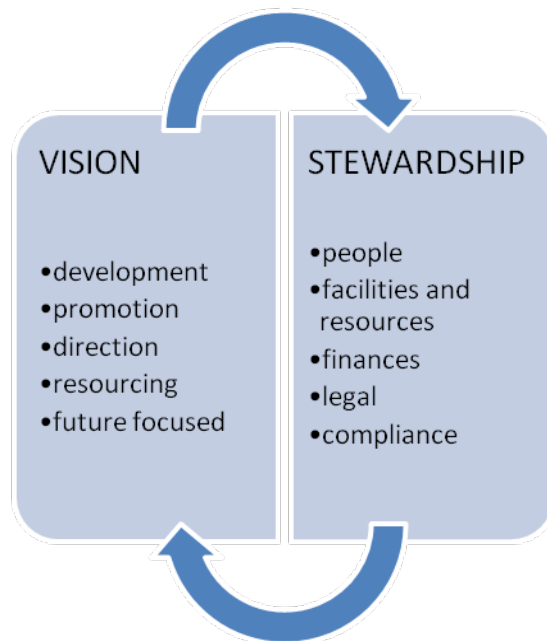 VISION
•development
•promotion
•direction
•resourcing
•future focused
STEWARDSHIP
•people
•facilities and
resources
•finances
•legal
•compliance